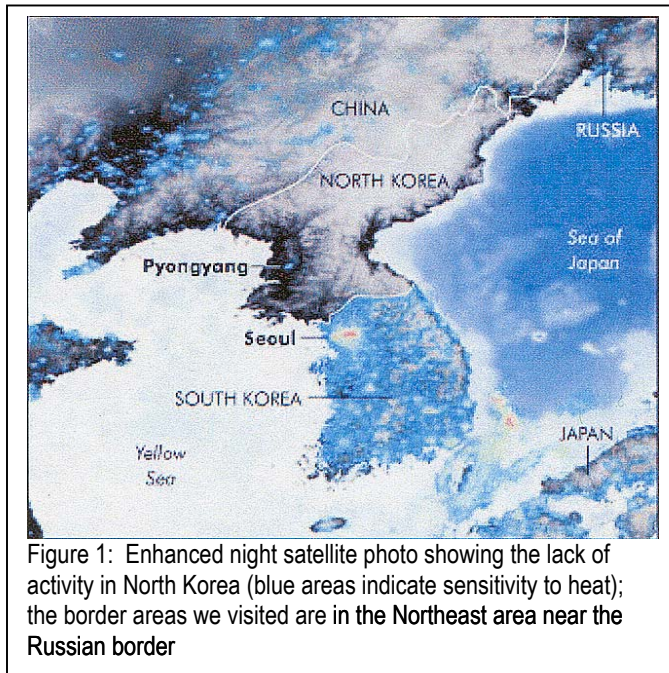 CHINA
RUSSIA
NORTH KOREA
Sea of
Japan
Pyongyang
Seoul
SOUTH KOREA
JAPAN
Yellow
Sea
Figure 1: Enhanced night satellite photo showing the lack of
activity in North Korea (blue areas indicate sensitivity to heat);
the border areas we visited are in the Northeast area near the
Russian border